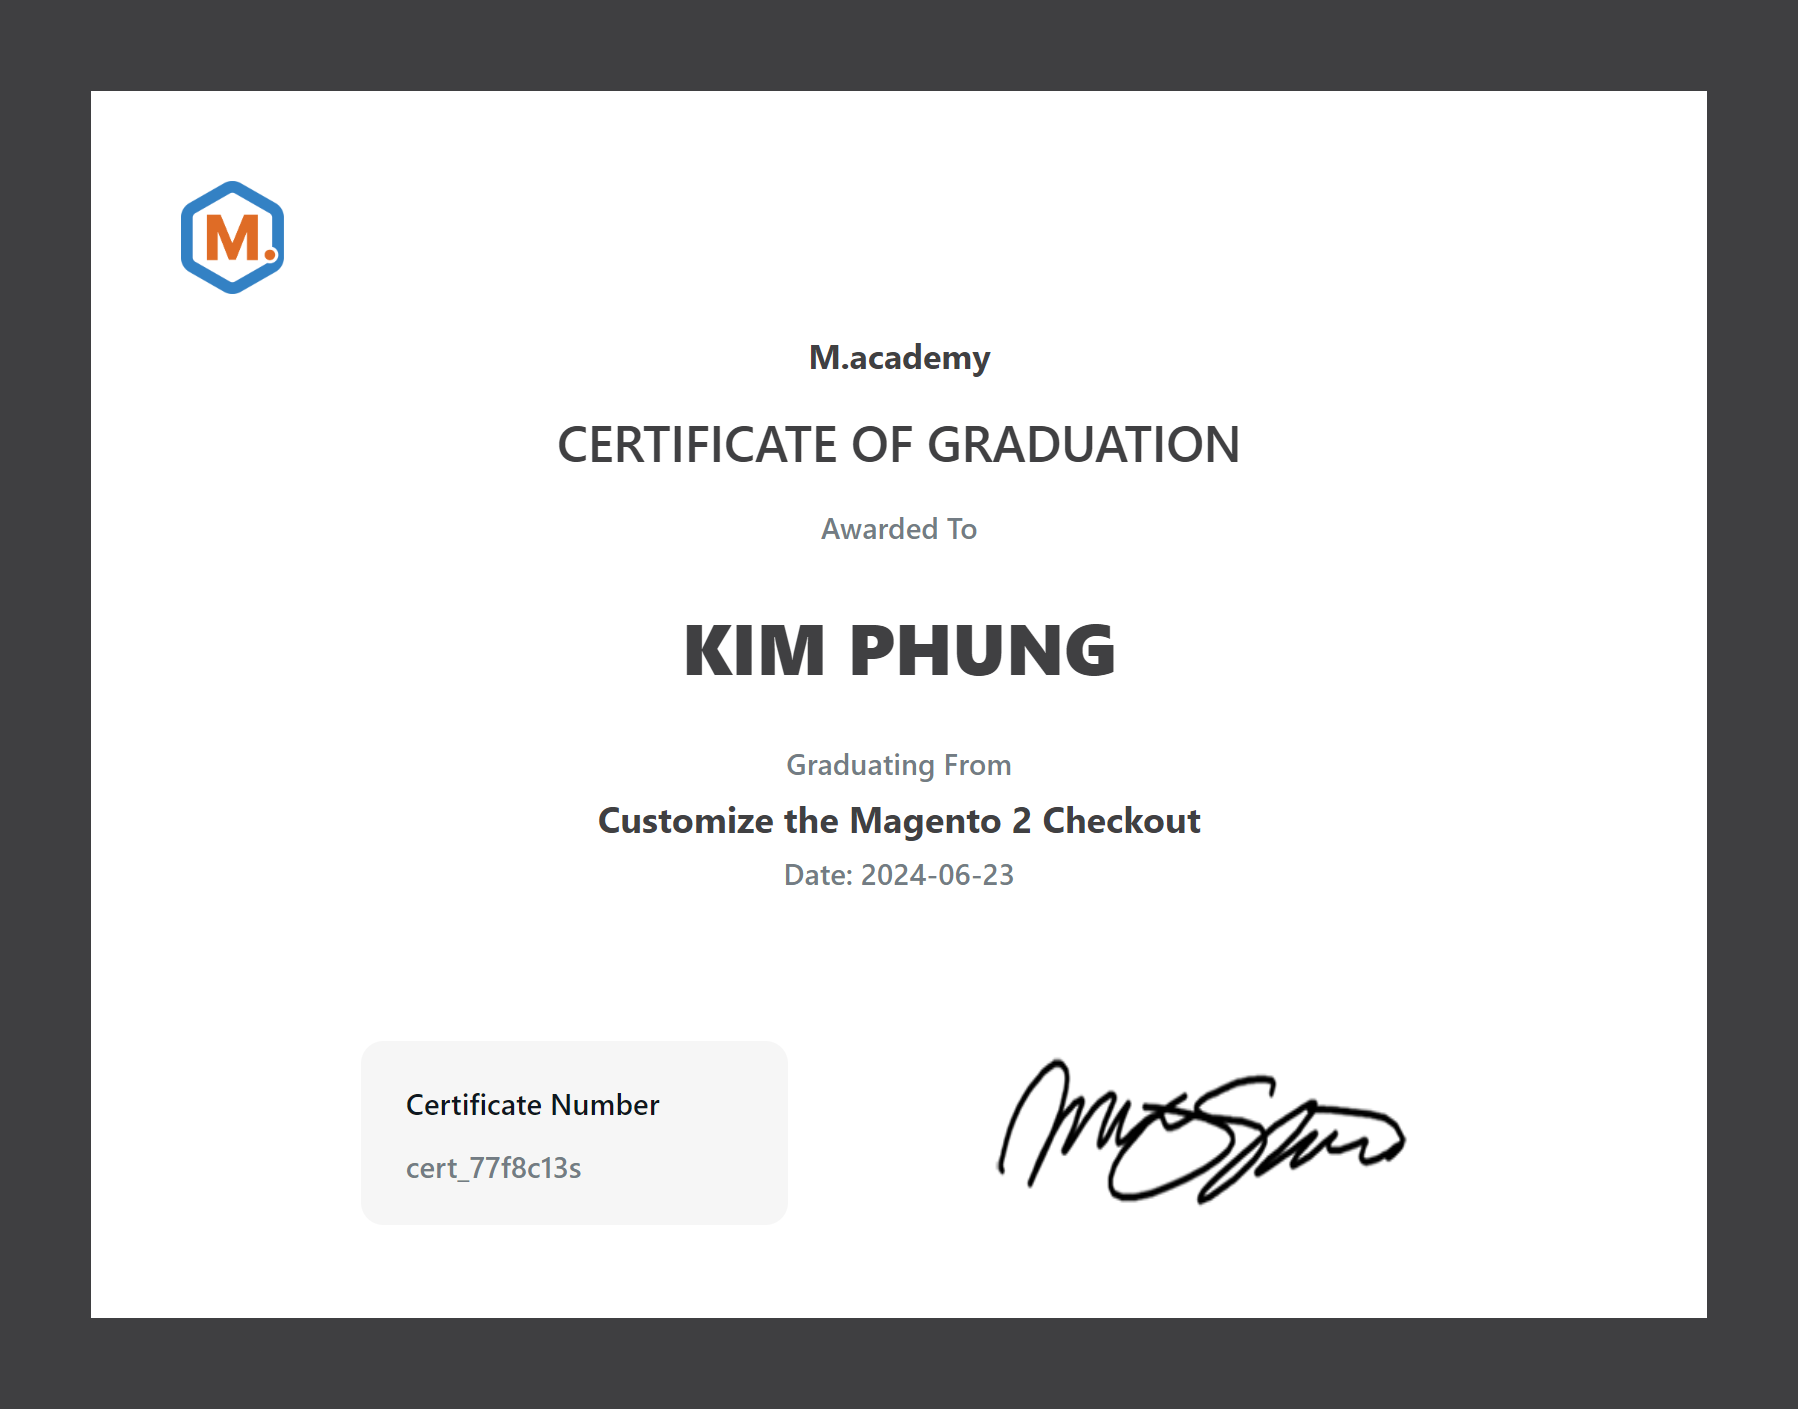 M.
M.academy
CERTIFICATE OF GRADUATION
Awarded To
KIM PHUNG
Graduating From
Customize the Magento 2 Checkout
Date: 2024-06-23
Certificate Number
cert_77f8c13s